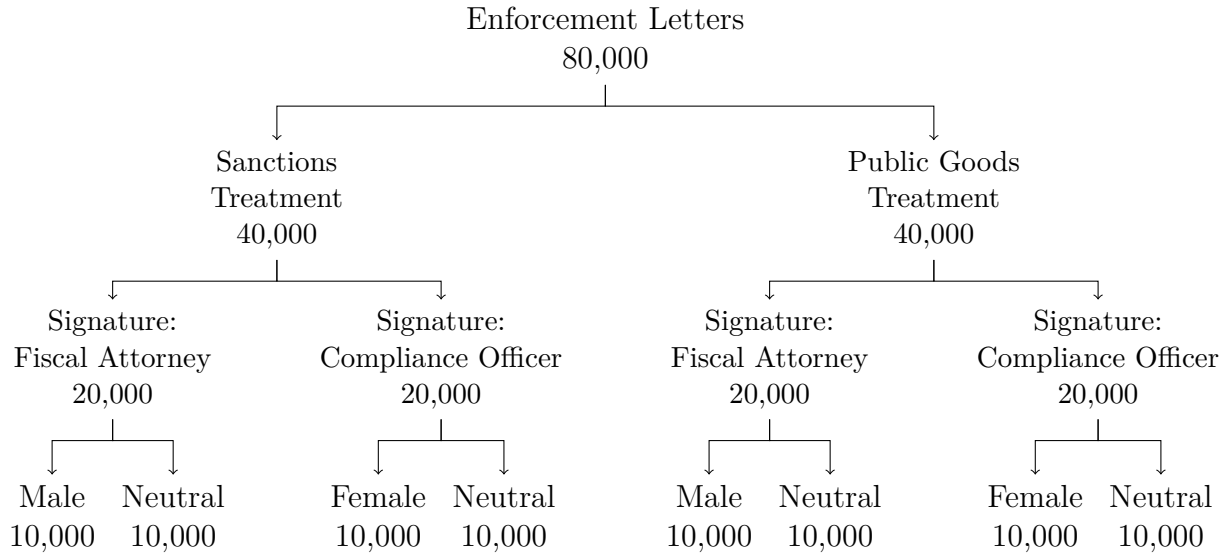 Enforcement Letters
80,000
Sanctions
Treatment
40,000
Public Goods
Treatment
40,000
Signature:
Fiscal Attorney
20,000
Signature:
Compliance Officer
20,000
Signature:
Fiscal Attorney
20,000
Signature:
Compliance Officer
20,000
Male
10,000
Neutral
10,000
Female
10,000
Neutral
10,000
Male
10,000
Neutral
10,000
Female
10,000
Neutral
10,000